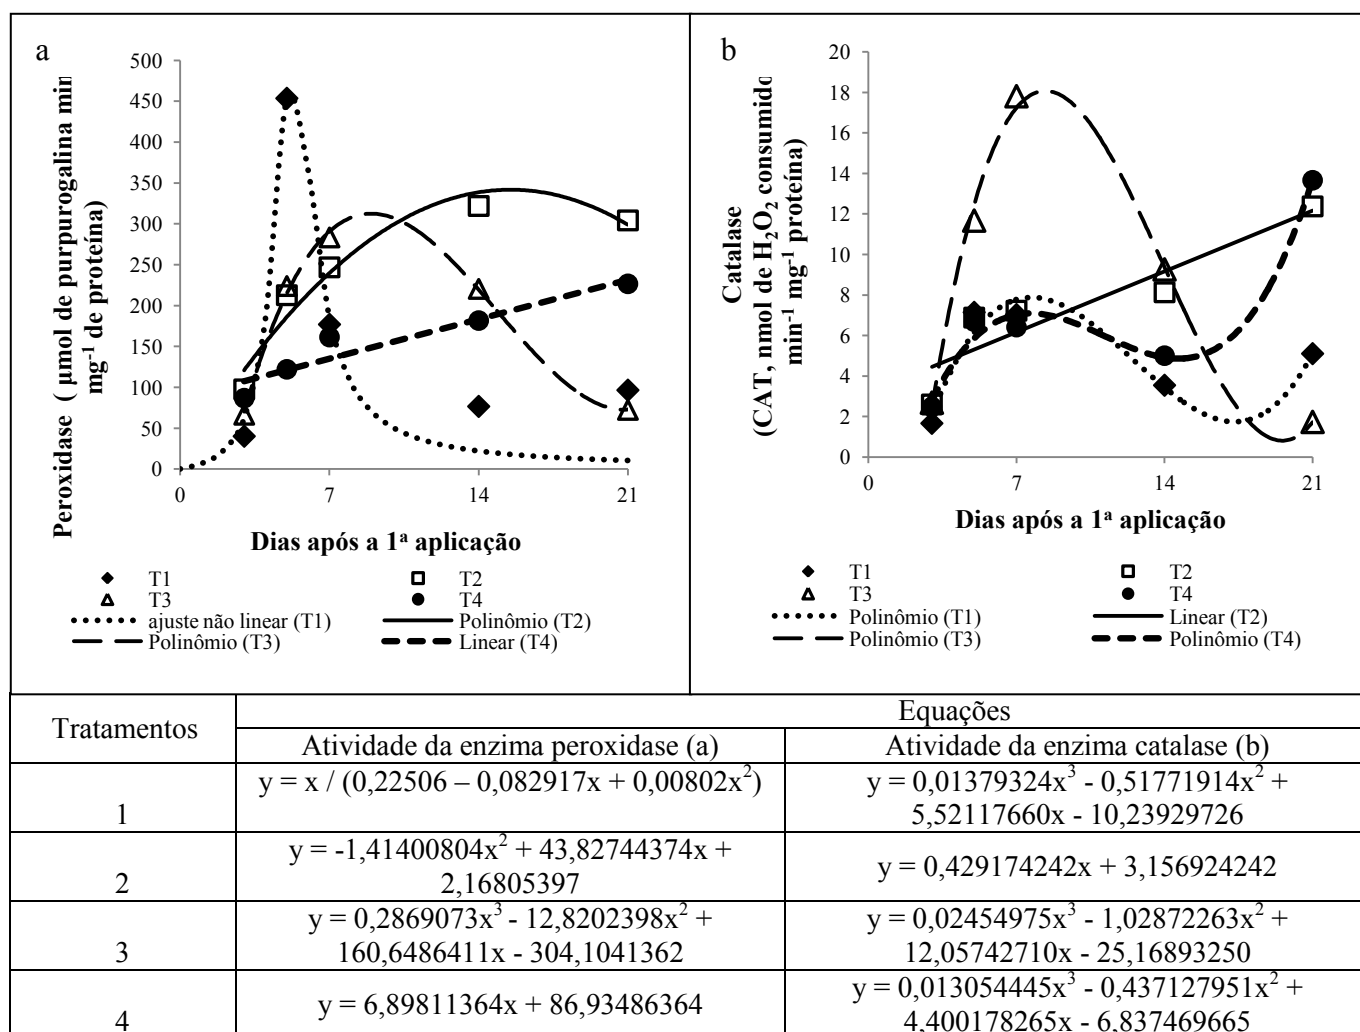 a
Peroxidase ( µmol de purpurogalina min
mg⁻¹ de proteína)
500
450
400
350
300
250
200
150
100
50
0
0 7 14 21
Dias após a 1ª aplicação
T1 T2
T3 T4
ajuste não linear (T1) Polinômio (T2)
Polinômio (T3) Linear (T4)
b
Catalase
(CAT, nmol de H₂O₂ consumido
min⁻¹ mg⁻¹ proteína)
20
18
16
14
12
10
8
6
4
2
0
0 7 14 21
Dias após a 1ª aplicação
T1 T2
T3 T4
Polinômio (T1) Linear (T2)
Polinômio (T3) Polinômio (T4)
Tratamentos
Equações
Atividade da enzima peroxidase (a) Atividade da enzima catalase (b)
1
y = x / (0,22506 – 0,082917x + 0,00802x²)
y = 0,01379324x³ - 0,51771914x² +
5,52117660x - 10,23929726
2
y = -1,41400804x² + 43,82744374x +
2,16805397
y = 0,429174242x + 3,156924242
3
y = 0,2869073x³ - 12,8202398x² +
160,6486411x - 304,1041362
y = 0,02454975x³ - 1,02872263x² +
12,05742710x - 25,16893250
4
y = 6,89811364x + 86,93486364
y = 0,013054445x³ - 0,437127951x² +
4,400178265x - 6,837469665